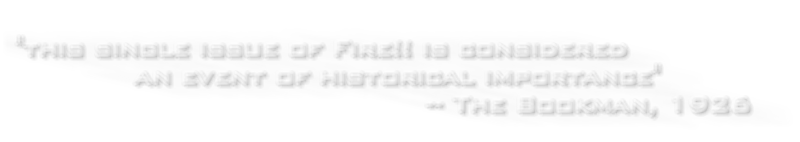 "this single issue of Fire!! is considered
an event of historical importance"
-- The Bookman, 1926